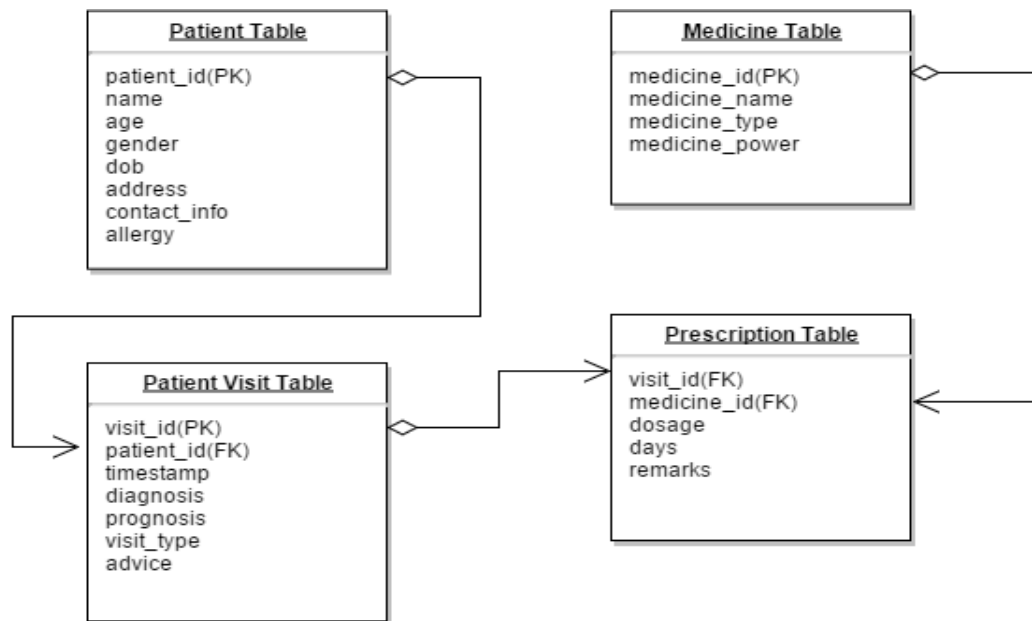 Patient Table
patient_id(PK)
name
age
gender
dob
address
contact_info
allergy
Medicine Table
medicine_id(PK)
medicine_name
medicine_type
medicine_power
Patient Visit Table
visit_id(PK)
patient_id(FK)
timestamp
diagnosis
prognosis
visit_type
advice
Prescription Table
visit_id(FK)
medicine_id(FK)
dosage
days
remarks